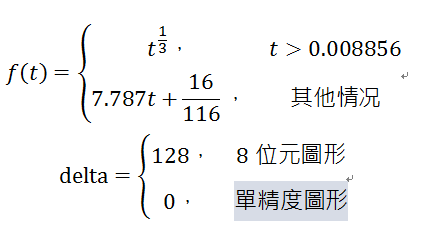 f(t) = { t^{1/3}，　t > 0.008856
7.787t + 16/116，　其他情况
delta = { 128，　8 位元圖形
0，　單精度圖形